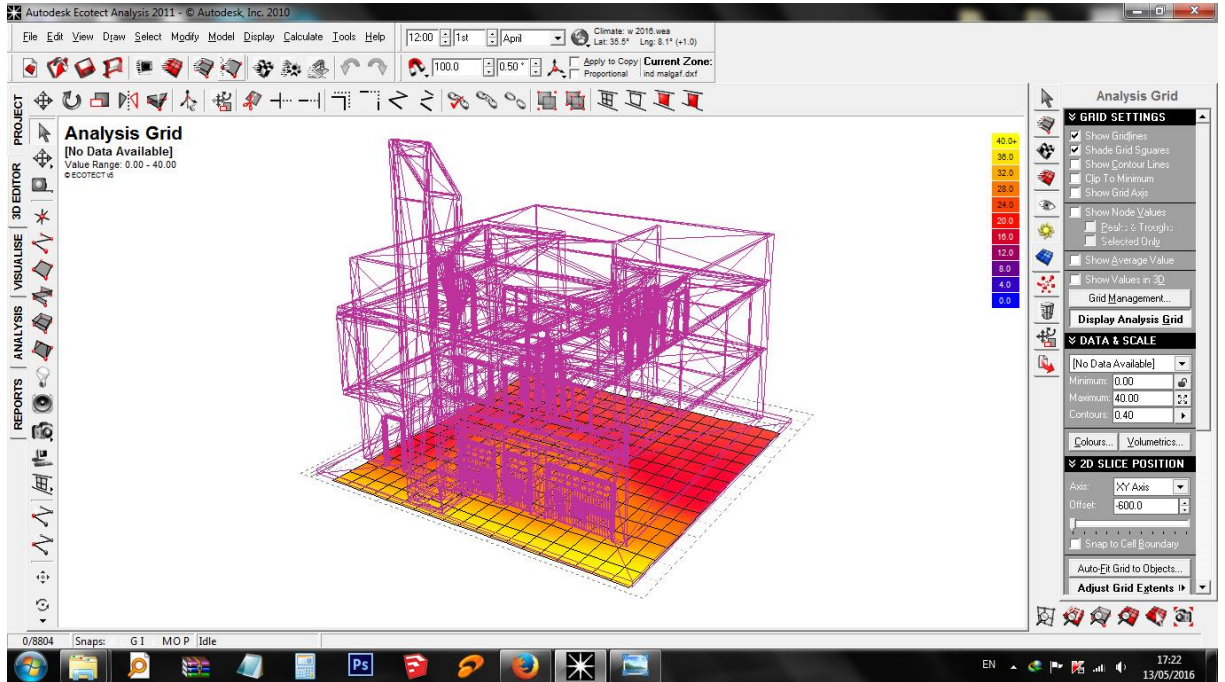 Autodesk Ecotect Analysis 2011 - © Autodesk, Inc. 2010
File Edit View Draw Select Modify Model Display Calculate Tools Help
12:00 1st April
Climate: w 2016.wea
Lat: 35.5° Lng: 8.1° (+1.0)
100.0 0.50 °
Apply to Copy
Proportional
Current Zone:
ind malgaf.dxf
PROJECT
3D EDITOR
VISUALISE
ANALYSIS
REPORTS
Analysis Grid
[No Data Available]
Value Range: 0.00 - 40.00
© ECOTECT v5
40.0+
36.0
32.0
28.0
24.0
20.0
16.0
12.0
8.0
4.0
0.0
Analysis Grid
GRID SETTINGS
Show Gridlines
Shade Grid Squares
Show Contour Lines
Clip To Minimum
Show Grid Axis
Show Node Values
Peaks & Troughs
Selected Only
Show Average Value
Show Values in 3D
Grid Management...
Display Analysis Grid
DATA & SCALE
[No Data Available]
Minimum: 0.00
Maximum: 40.00
Contours: 0.40
Colours... Volumetrics...
2D SLICE POSITION
Axis: XY Axis
Offset: -600.0
Snap to Cell Boundary
Auto-Fit Grid to Objects...
Adjust Grid Extents
0/8804 Snaps: G I M O P Idle
Ps
EN
17:22
13/05/2016